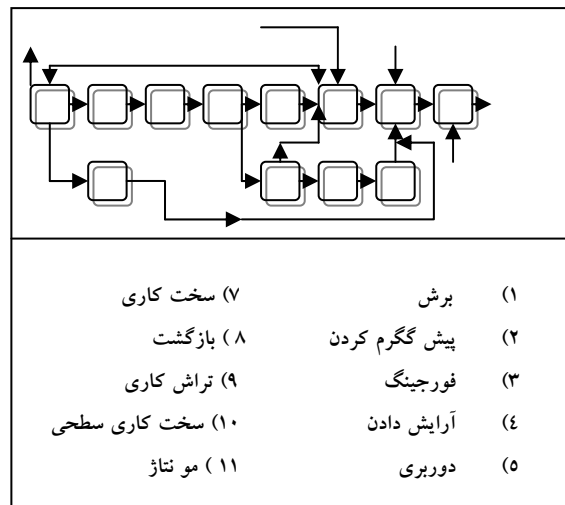 ۱) برش ۷) سخت کاری
۲) پیش گگرم کردن ۸ ) بازگشت
۳) فورجینگ ۹) تراش کاری
٤) آرایش دادن ۱۰) سخت کاری سطحی
۵) دوربری ۱۱ ) مو نتاژ